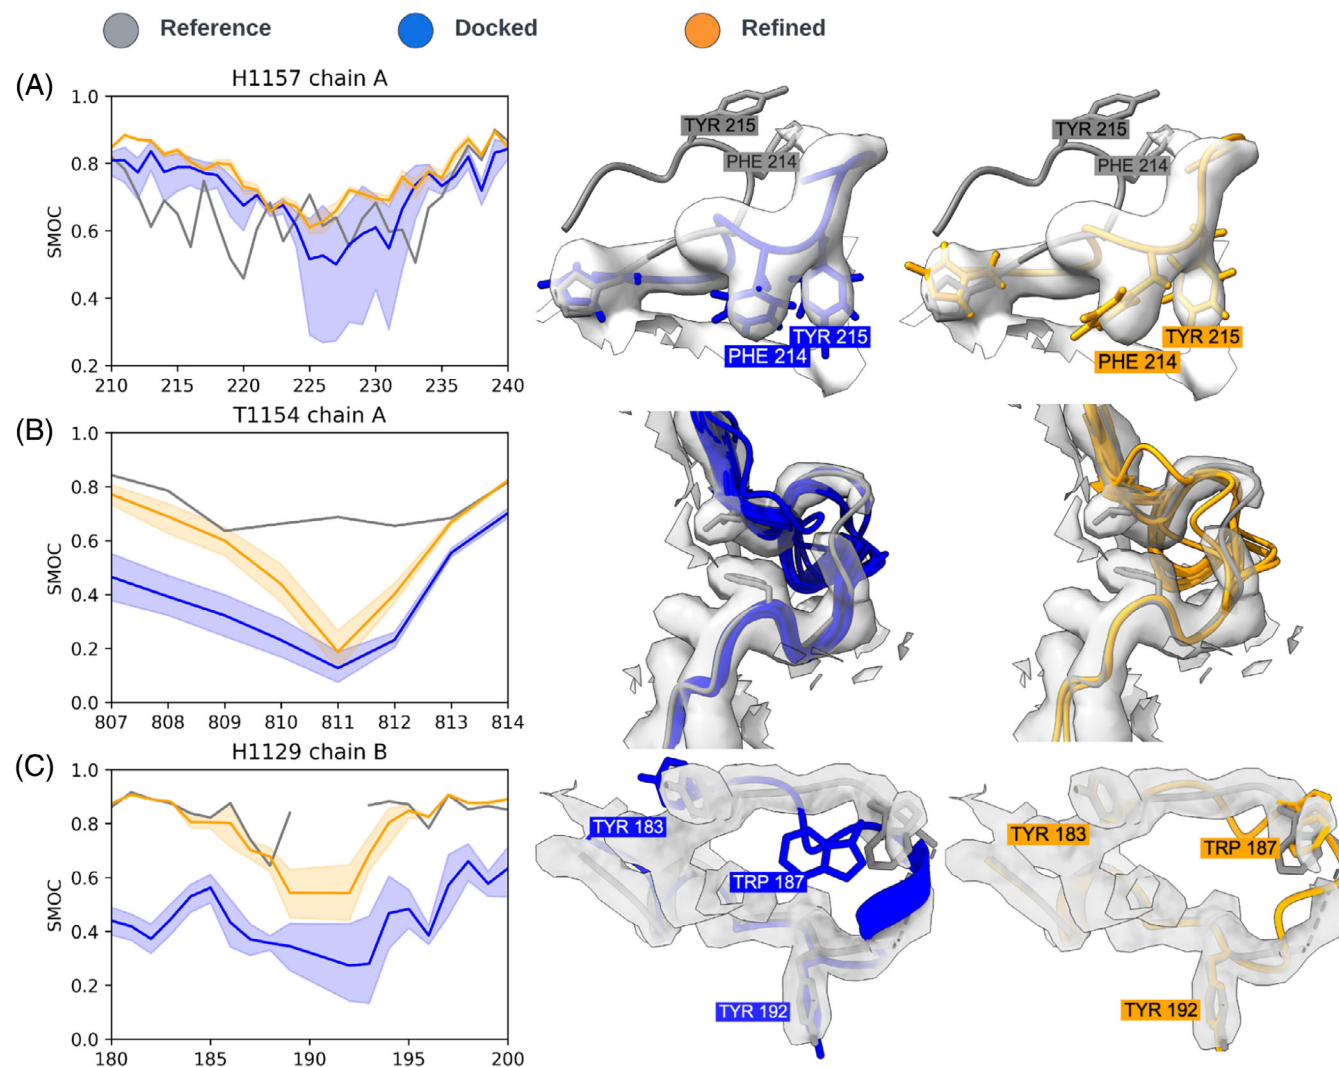 Reference Docked Refined
(A)
H1157 chain A
1.0
0.8
0.6
0.4
0.2
SMOC
210 215 220 225 230 235 240
TYR 215
PHE 214
TYR 215
PHE 214
TYR 215
PHE 214
TYR 215
PHE 214
(B)
T1154 chain A
1.0
0.8
0.6
0.4
0.2
0.0
SMOC
807 808 809 810 811 812 813 814
(C)
H1129 chain B
1.0
0.8
0.6
0.4
0.2
0.0
SMOC
180 185 190 195 200
TYR 183
TRP 187
TYR 192
TYR 183
TRP 187
TYR 192